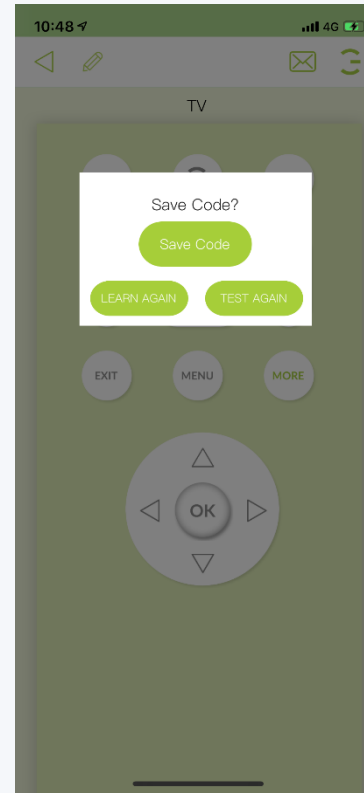 10:48
4G
TV
Save Code?
Save Code
LEARN AGAIN
TEST AGAIN
EXIT
MENU
MORE
OK